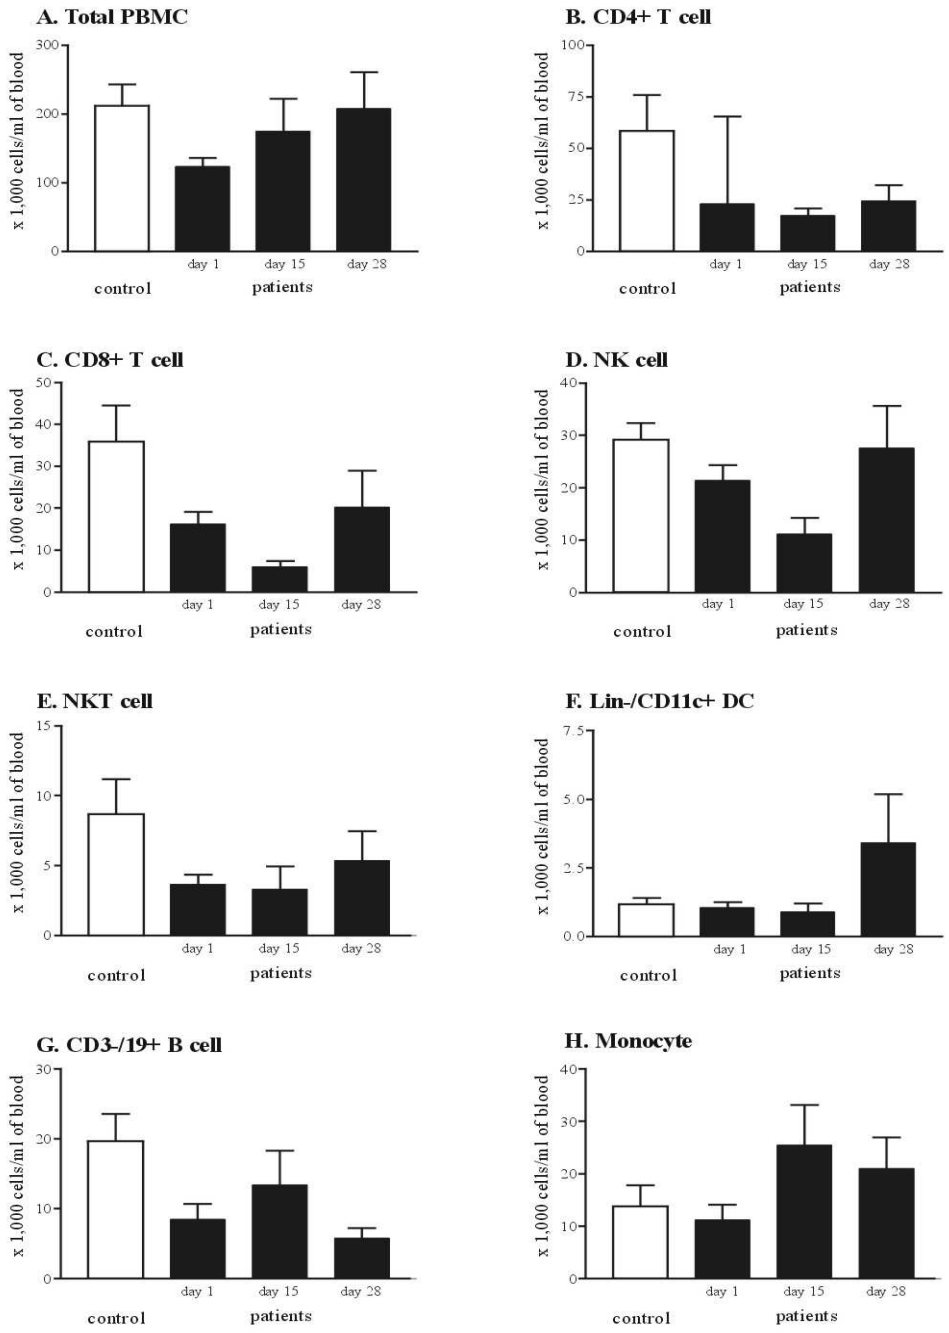 A. Total PBMC
x 1,000 cells/ml of blood
300
200
100
0
day 1 day 15 day 28
control patients
B. CD4+ T cell
x 1,000 cells/ml of blood
100
75
50
25
0
day 1 day 15 day 28
control patients
C. CD8+ T cell
x 1,000 cells/ml of blood
50
40
30
20
10
0
day 1 day 15 day 28
control patients
D. NK cell
x 1,000 cells/ml of blood
40
30
20
10
0
day 1 day 15 day 28
control patients
E. NKT cell
x 1,000 cells/ml of blood
15
10
5
0
day 1 day 15 day 28
control patients
F. Lin-/CD11c+ DC
x 1,000 cells/ml of blood
7.5
5.0
2.5
0.0
day 1 day 15 day 28
control patients
G. CD3-/19+ B cell
x 1,000 cells/ml of blood
30
20
10
0
day 1 day 15 day 28
control patients
H. Monocyte
x 1,000 cells/ml of blood
40
30
20
10
0
day 1 day 15 day 28
control patients